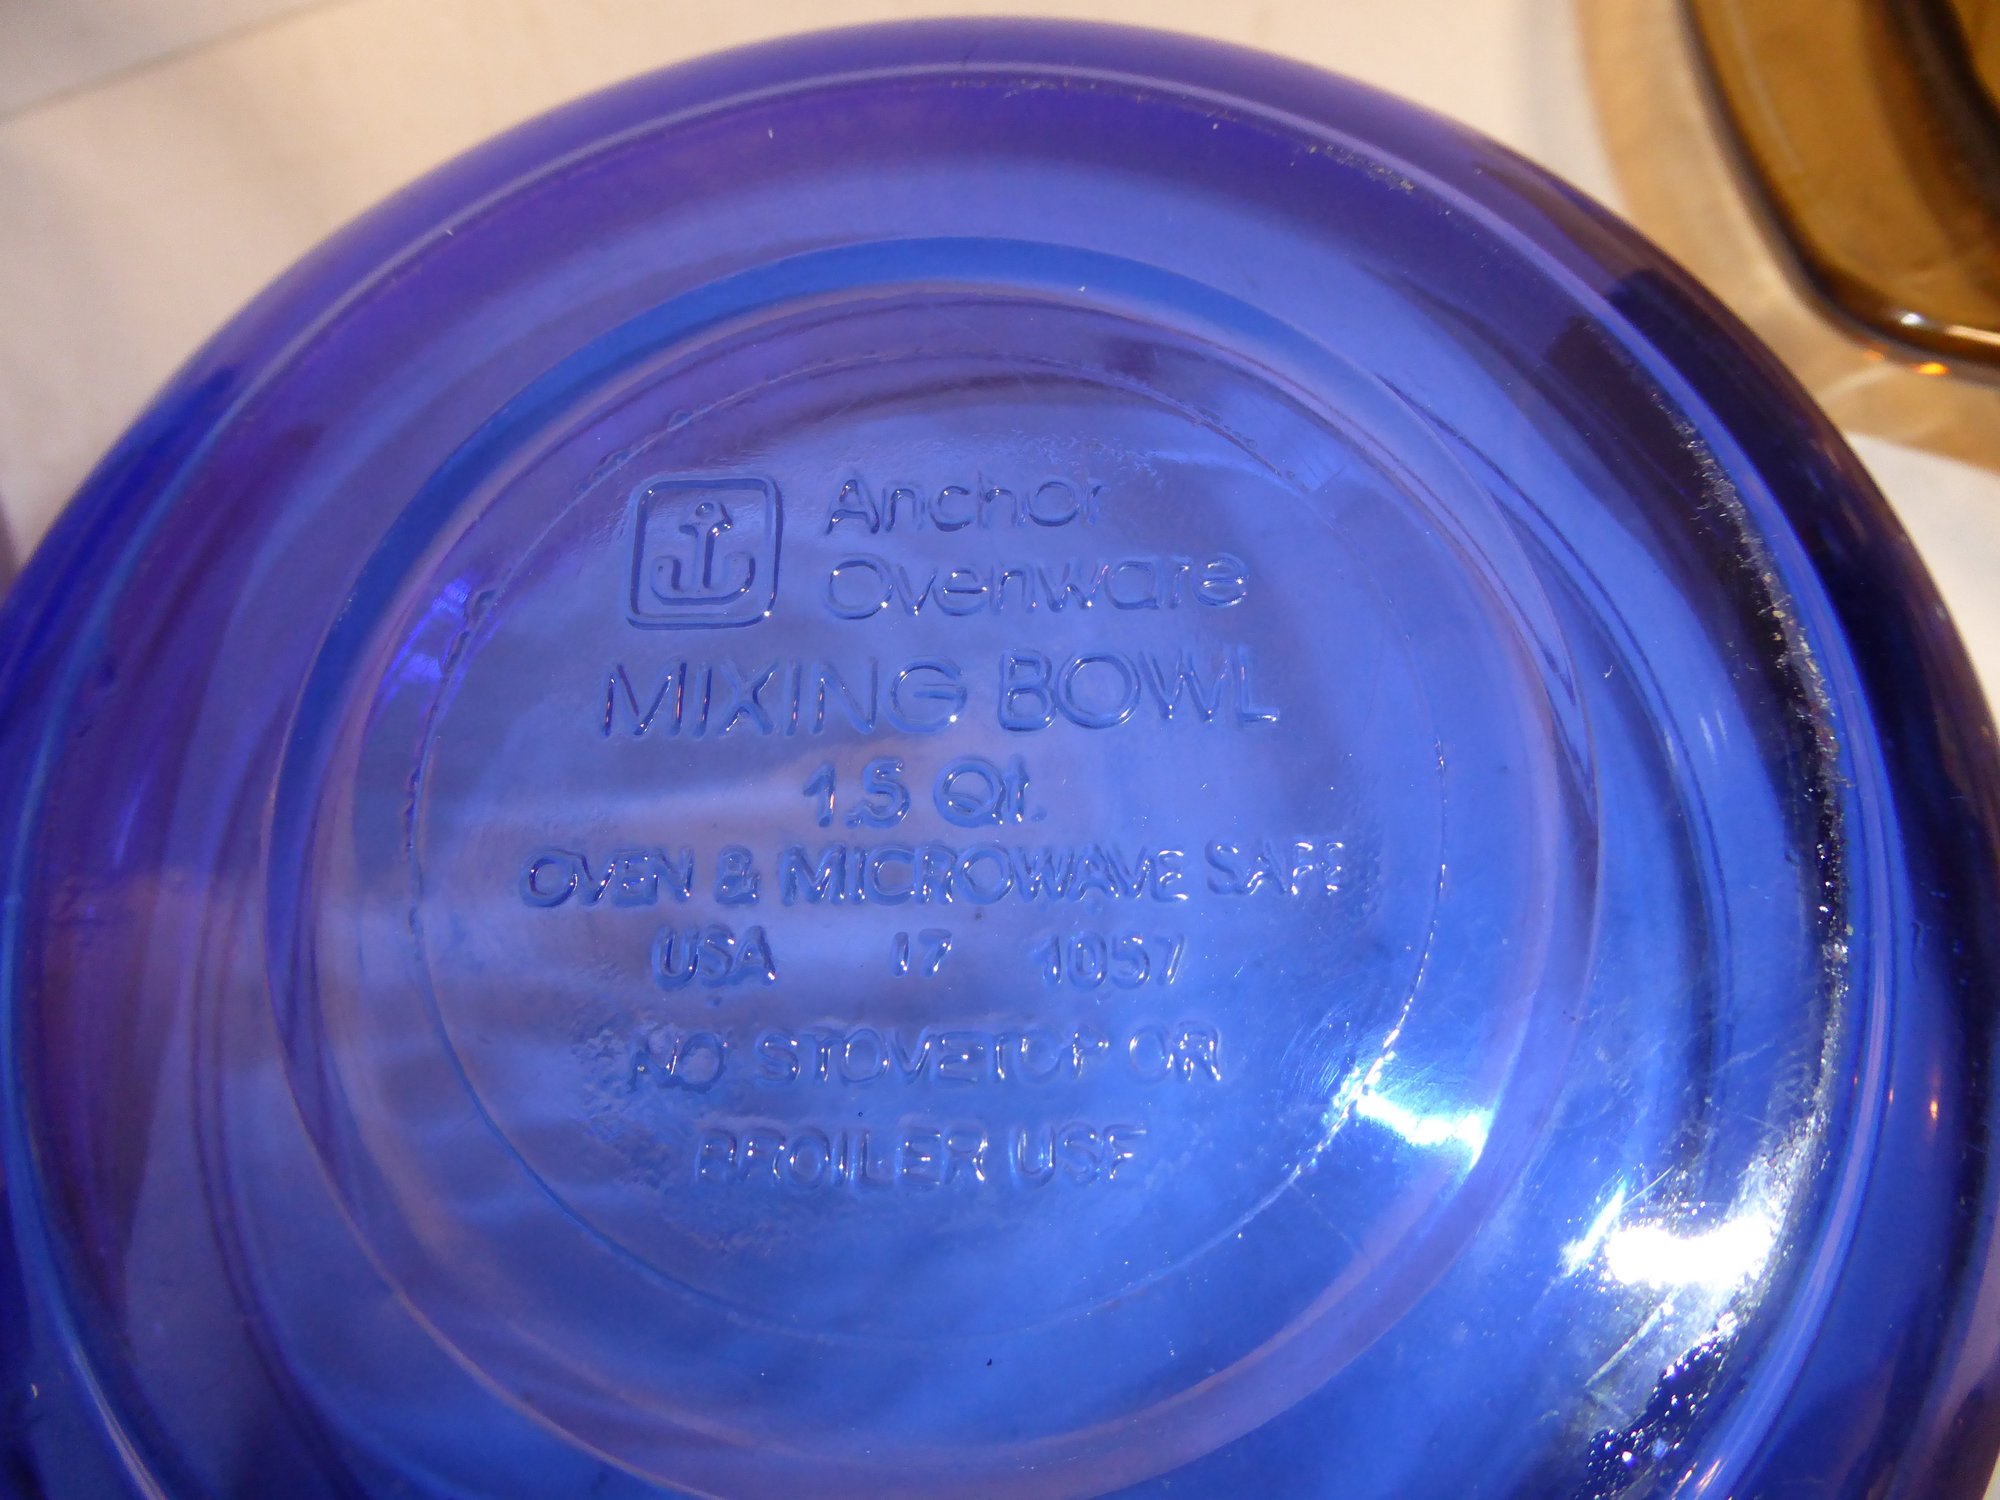 Anchor
Ovenware
MIXING BOWL
1.5 Qt.
OVEN & MICROWAVE SAFE
USA 17 1057
NO STOVETOP OR
BROILER USE